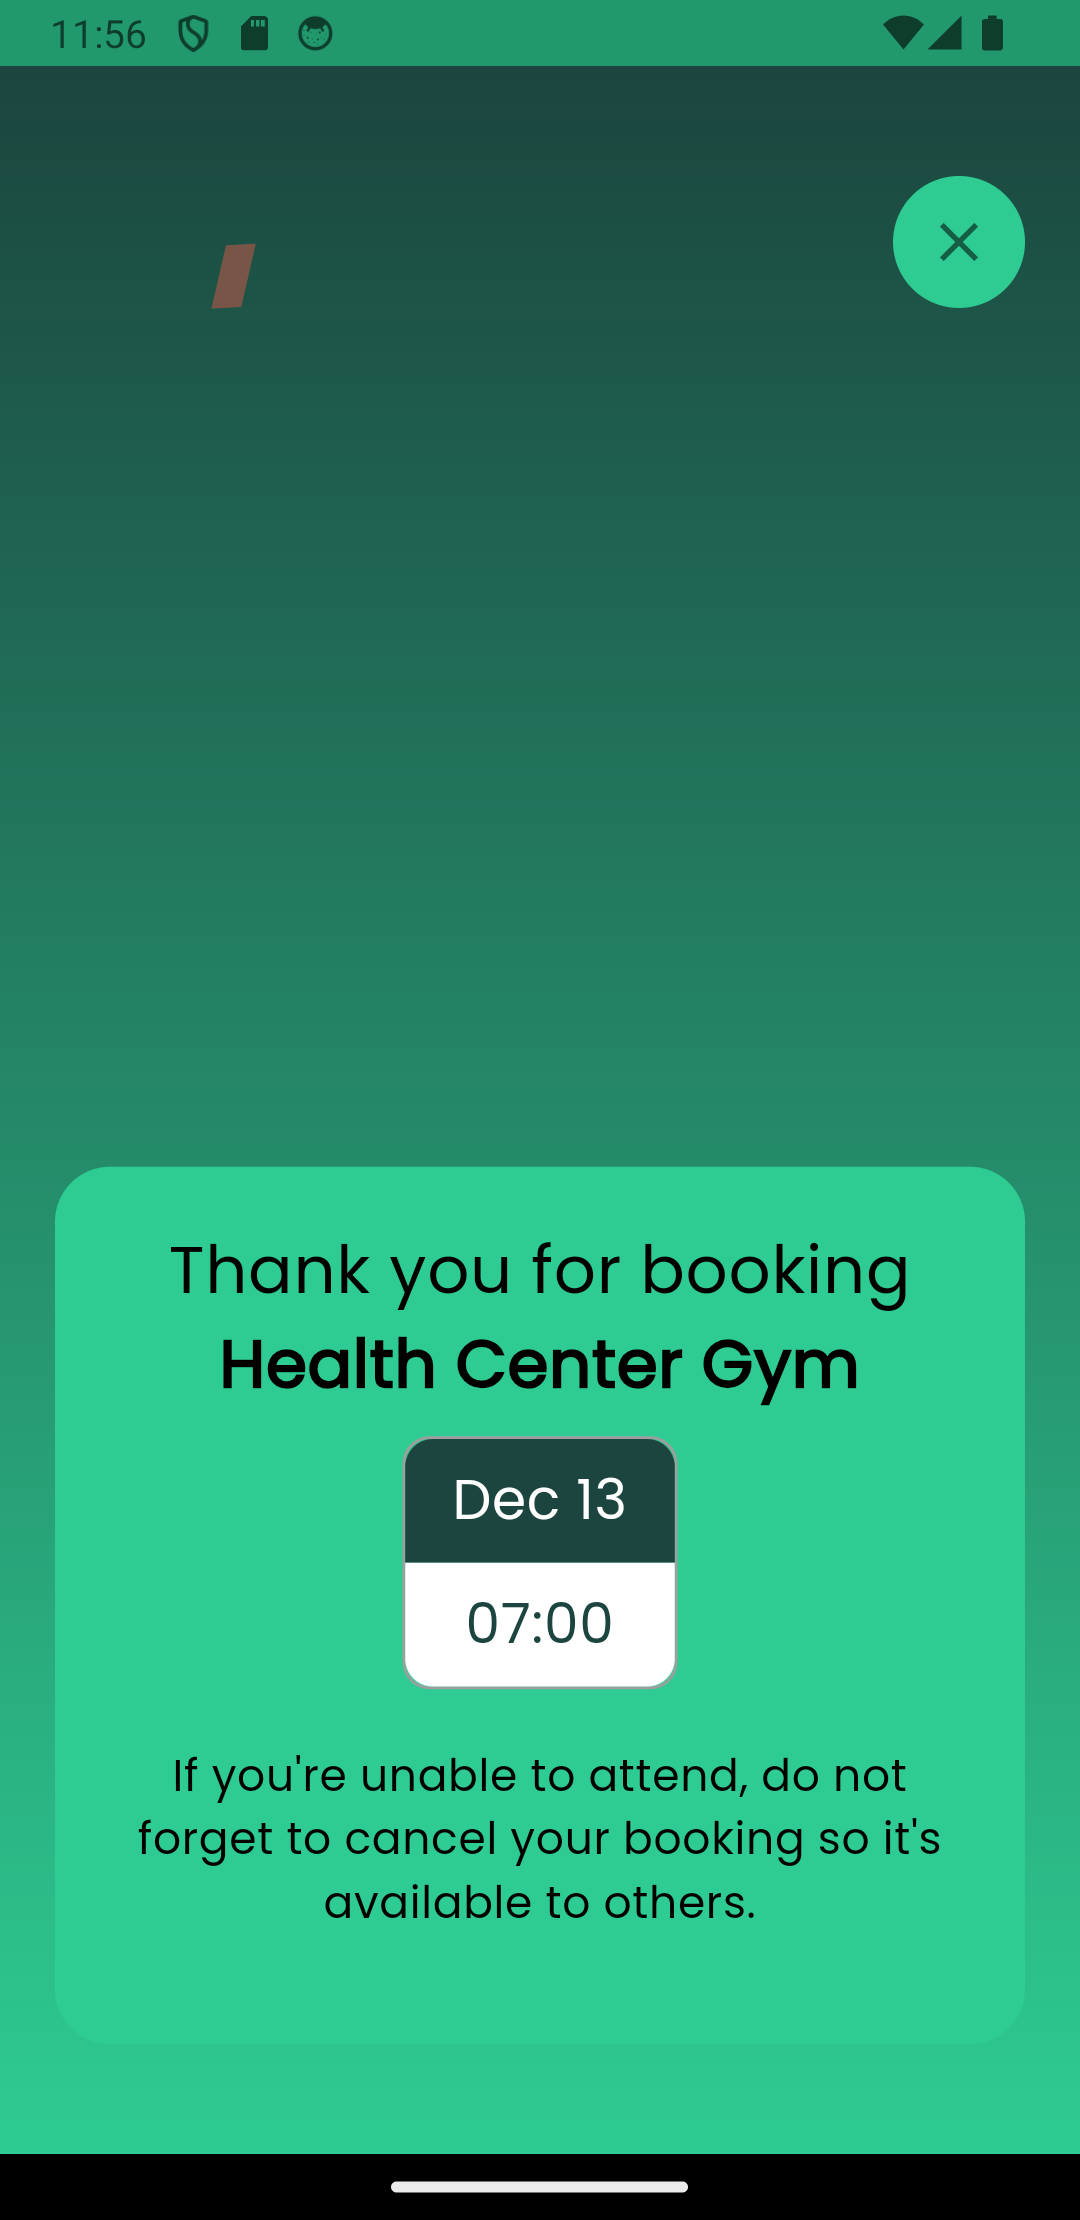 11:56
Thank you for booking
Health Center Gym
Dec 13
07:00
If you're unable to attend, do not
forget to cancel your booking so it's
available to others.